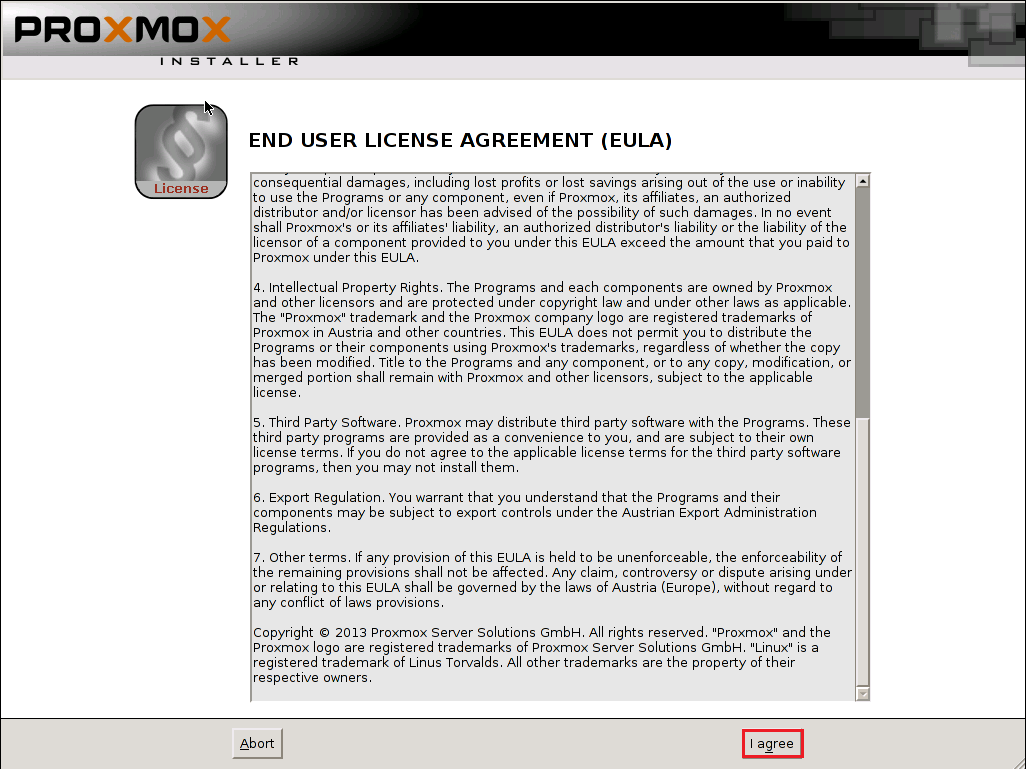 PROXMOX
INSTALLER
License
END USER LICENSE AGREEMENT (EULA)
consequential damages, including lost profits or lost savings arising out of the use or inability
to use the Programs or any component, even if Proxmox, its affiliates, an authorized
distributor and/or licensor has been advised of the possibility of such damages. In no event
shall Proxmox's or its affiliates' liability, an authorized distributor's liability or the liability of the
licensor of a component provided to you under this EULA exceed the amount that you paid to
Proxmox under this EULA.
4. Intellectual Property Rights. The Programs and each components are owned by Proxmox
and other licensors and are protected under copyright law and under other laws as applicable.
The "Proxmox" trademark and the Proxmox company logo are registered trademarks of
Proxmox in Austria and other countries. This EULA does not permit you to distribute the
Programs or their components using Proxmox's trademarks, regardless of whether the copy
has been modified. Title to the Programs and any component, or to any copy, modification, or
merged portion shall remain with Proxmox and other licensors, subject to the applicable
license.
5. Third Party Software. Proxmox may distribute third party software with the Programs. These
third party programs are provided as a convenience to you, and are subject to their own
license terms. If you do not agree to the applicable license terms for the third party software
programs, then you may not install them.
6. Export Regulation. You warrant that you understand that the Programs and their
components may be subject to export controls under the Austrian Export Administration
Regulations.
7. Other terms. If any provision of this EULA is held to be unenforceable, the enforceability of
the remaining provisions shall not be affected. Any claim, controversy or dispute arising under
or relating to this EULA shall be governed by the laws of Austria (Europe), without regard to
any conflict of laws provisions.
Copyright © 2013 Proxmox Server Solutions GmbH. All rights reserved. "Proxmox" and the
Proxmox logo are registered trademarks of Proxmox Server Solutions GmbH. "Linux" is a
registered trademark of Linus Torvalds. All other trademarks are the property of their
respective owners.
Abort
I agree